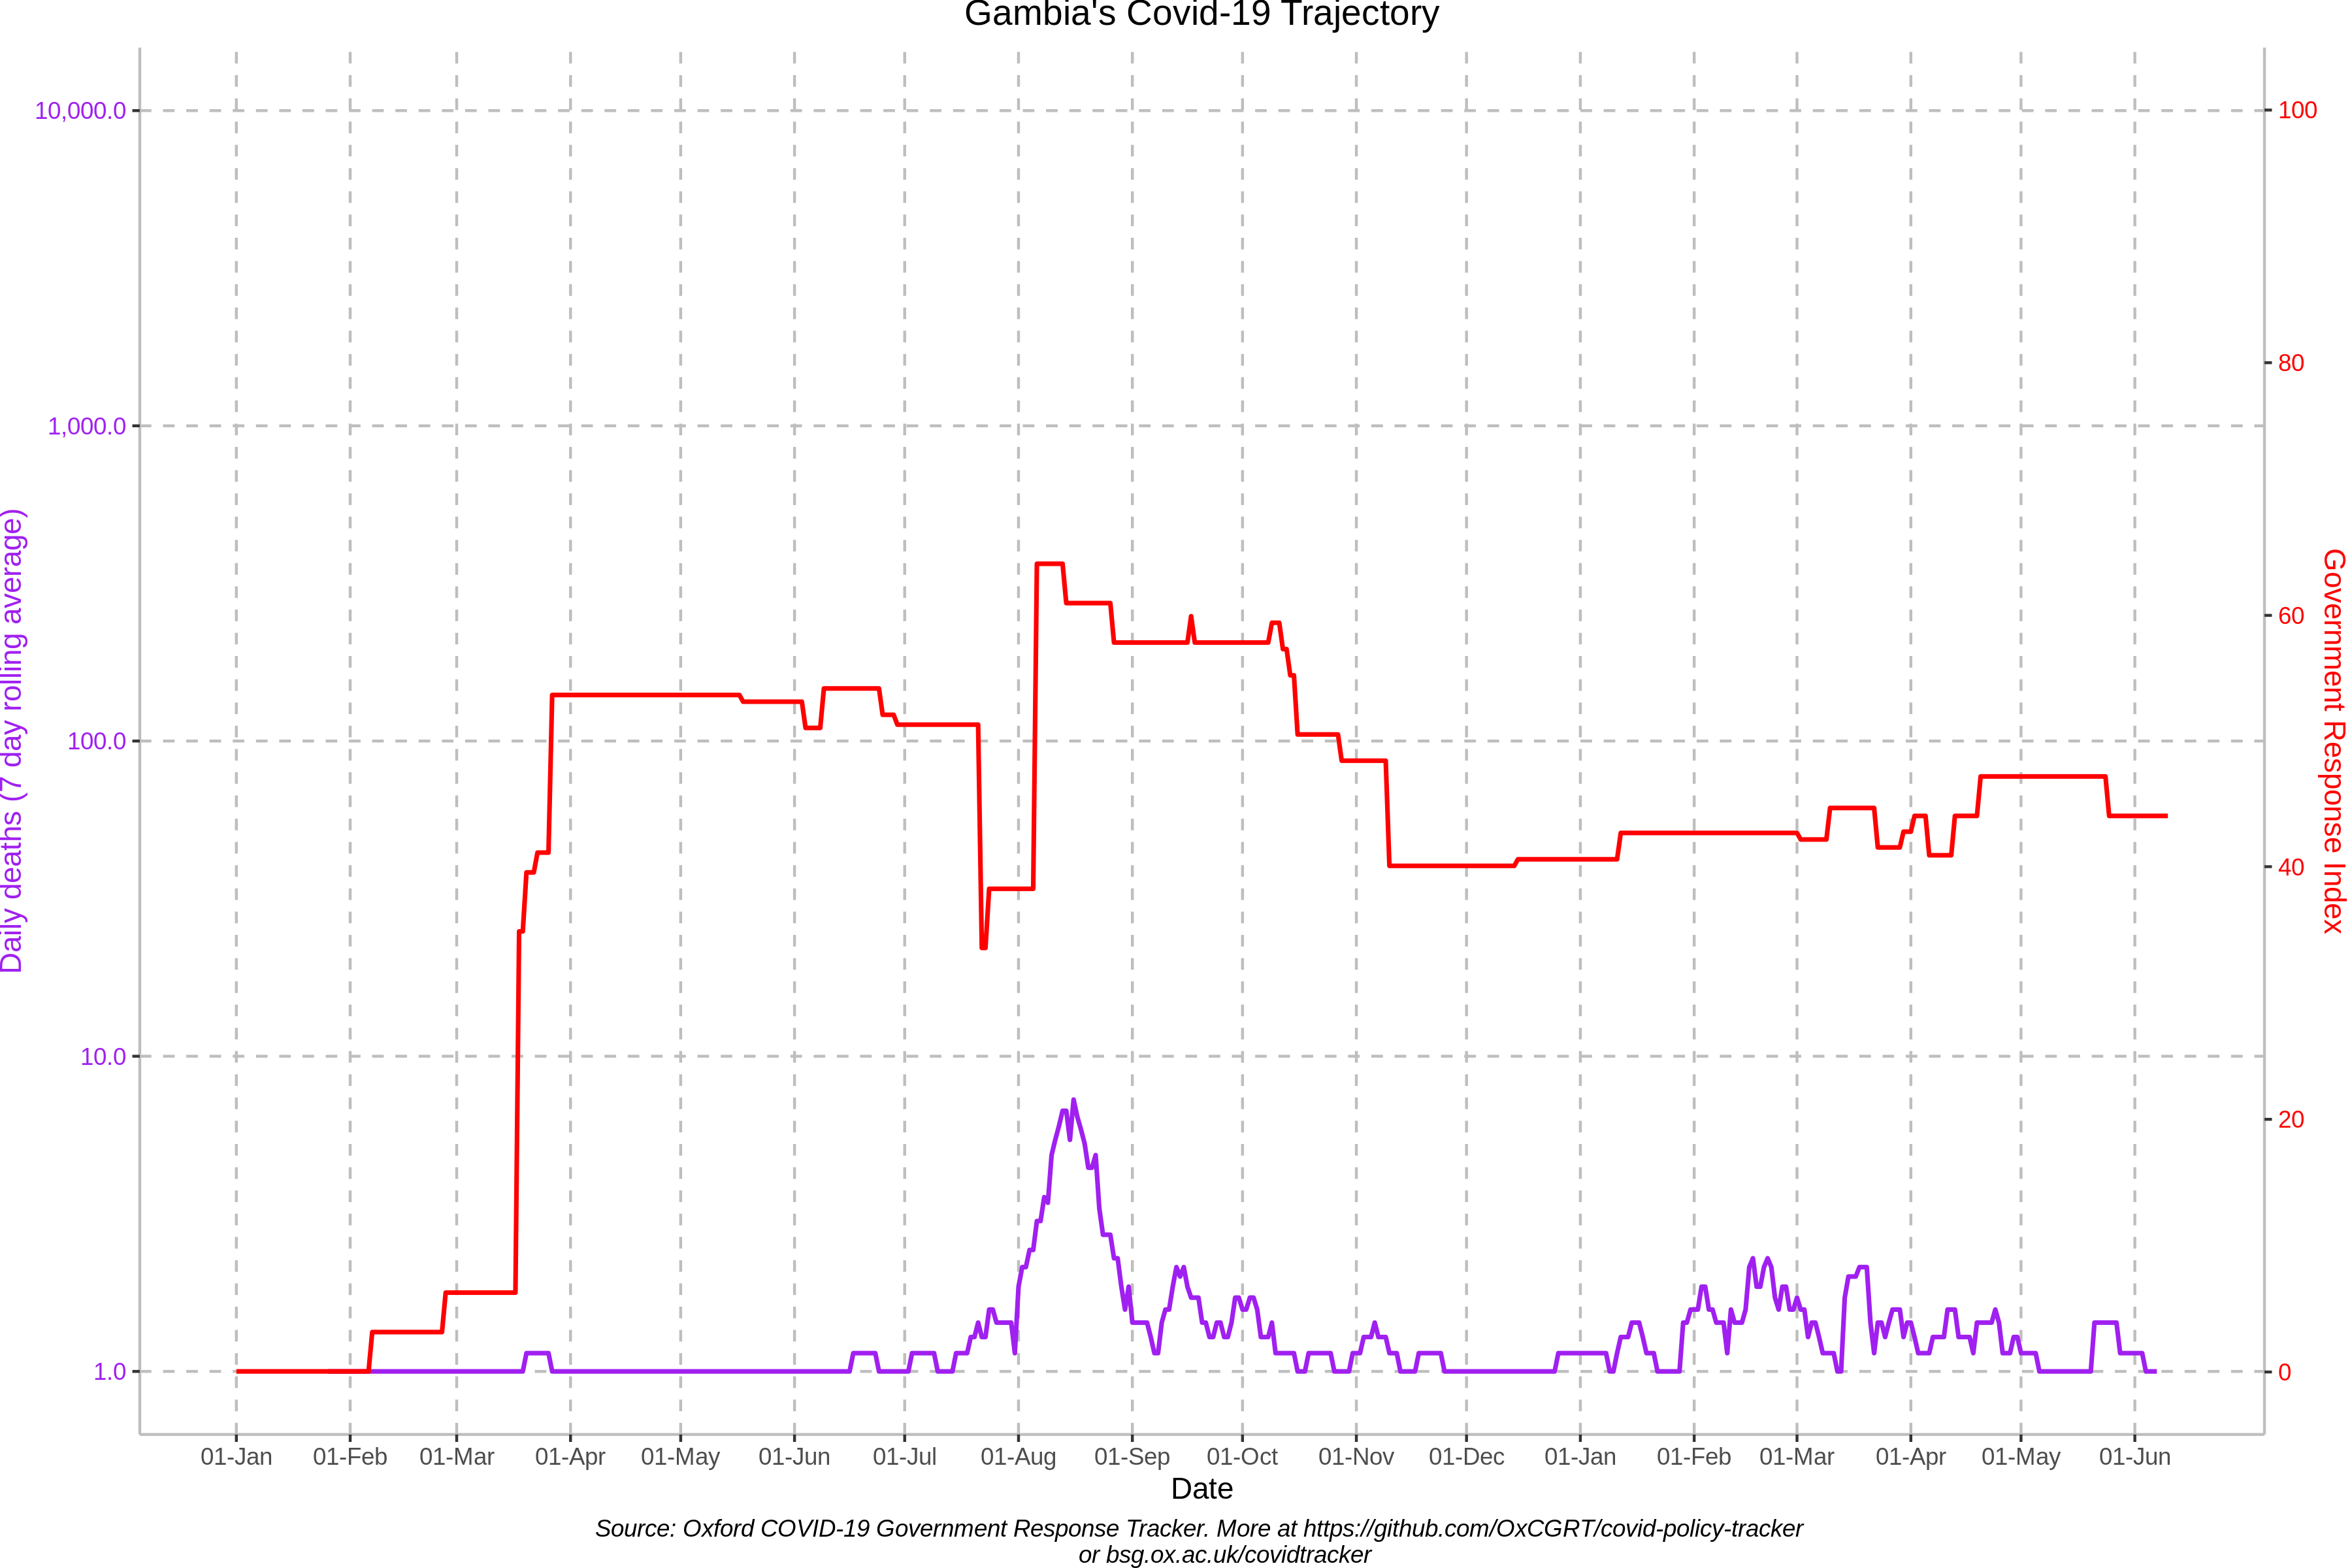 Gambia's Covid-19 Trajectory
10,000.0
1,000.0
100.0
10.0
1.0
Daily deaths (7 day rolling average)
100
80
60
40
20
0
Government Response Index
01-Jan 01-Feb 01-Mar 01-Apr 01-May 01-Jun 01-Jul 01-Aug 01-Sep 01-Oct 01-Nov 01-Dec 01-Jan 01-Feb 01-Mar 01-Apr 01-May 01-Jun
Date
Source: Oxford COVID-19 Government Response Tracker. More at https://github.com/OxCGRT/covid-policy-tracker
or bsg.ox.ac.uk/covidtracker